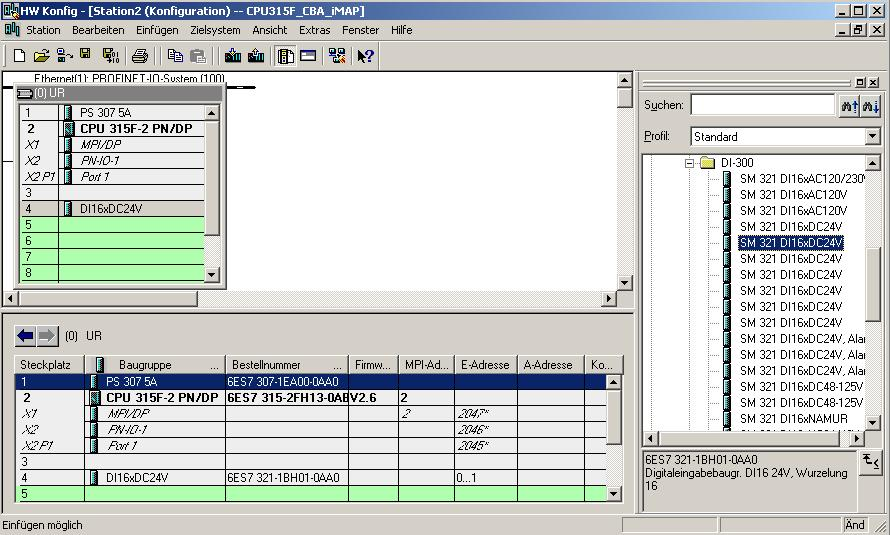 HW Konfig - [Station2 (Konfiguration) -- CPU315F_CBA_iMAP]
Station Bearbeiten Einfügen Zielsystem Ansicht Extras Fenster Hilfe
Ethernet(1): PROFINET-IO-System (100)
(0) UR
1 PS 307 5A
2 CPU 315F-2 PN/DP
X1 MPI/DP
X2 PN-IO-1
X2 P1 Port 1
3
4 DI16xDC24V
5
6
7
8
Suchen:
Profil: Standard
DI-300
SM 321 DI16xAC120/230V
SM 321 DI16xAC120V
SM 321 DI16xAC120V
SM 321 DI16xDC24V
SM 321 DI16xDC24V
SM 321 DI16xDC24V
SM 321 DI16xDC24V
SM 321 DI16xDC24V
SM 321 DI16xDC24V
SM 321 DI16xDC24V
SM 321 DI16xDC24V, Alar
SM 321 DI16xDC24V, Alar
SM 321 DI16xDC24V, Alar
SM 321 DI16xDC48-125V
SM 321 DI16xDC48-125V
SM 321 DI16xNAMUR
6ES7 321-1BH01-0AA0
Digitaleingabebaugr. DI16 24V, Wurzelung
16
(0) UR
Steckplatz Baugruppe ... Bestellnummer ... Firmw... MPI-Ad... E-Adresse A-Adresse Ko...
1 PS 307 5A 6ES7 307-1EA00-0AA0
2 CPU 315F-2 PN/DP 6ES7 315-2FH13-0AB V2.6 2
X1 MPI/DP 2 2047*
X2 PN-IO-1 2046*
X2 P1 Port 1 2045*
3
4 DI16xDC24V 6ES7 321-1BH01-0AA0 0...1
5
Einfügen möglich
Änd